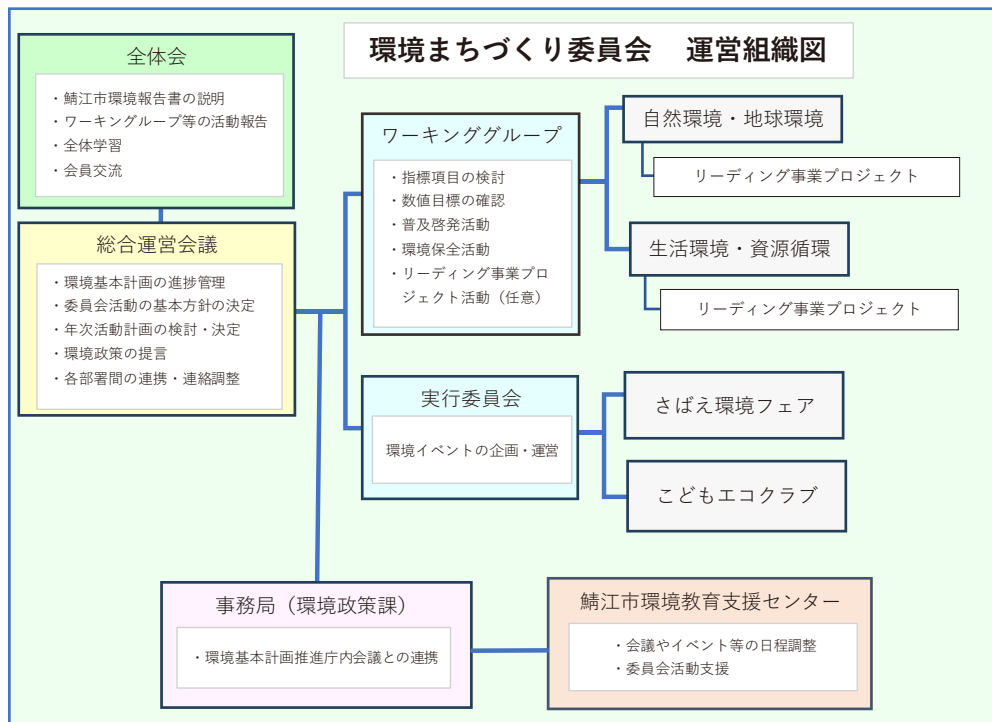 環境まちづくり委員会　運営組織図
全体会
・鯖江市環境報告書の説明
・ワーキングループ等の活動報告
・全体学習
・会員交流
総合運営会議
・環境基本計画の進捗管理
・委員会活動の基本方針の決定
・年次活動計画の検討・決定
・環境政策の提言
・各部署間の連携・連絡調整
ワーキンググループ
・指標項目の検討
・数値目標の確認
・普及啓発活動
・環境保全活動
・リーディング事業プロ
ジェクト活動（任意）
自然環境・地球環境
リーディング事業プロジェクト
生活環境・資源循環
リーディング事業プロジェクト
実行委員会
環境イベントの企画・運営
さばえ環境フェア
こどもエコクラブ
事務局（環境政策課）
・環境基本計画推進庁内会議との連携
鯖江市環境教育支援センター
・会議やイベント等の日程調整
・委員会活動支援